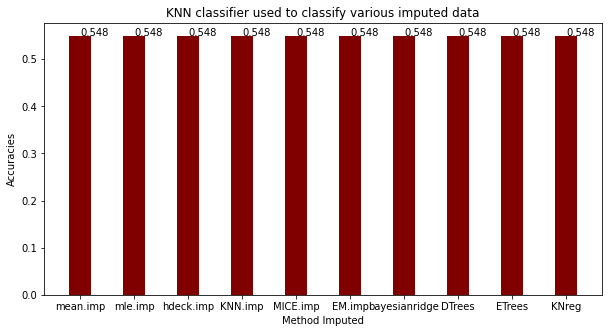 KNN classifier used to classify various imputed data
0.548 0.548 0.548 0.548 0.548 0.548 0.548 0.548 0.548 0.548
Accuracies
0.5
0.4
0.3
0.2
0.1
0.0
mean.imp mle.imp hdeck.imp KNN.imp MICE.imp EM.imp bayesianridge DTrees ETrees KNreg
Method Imputed